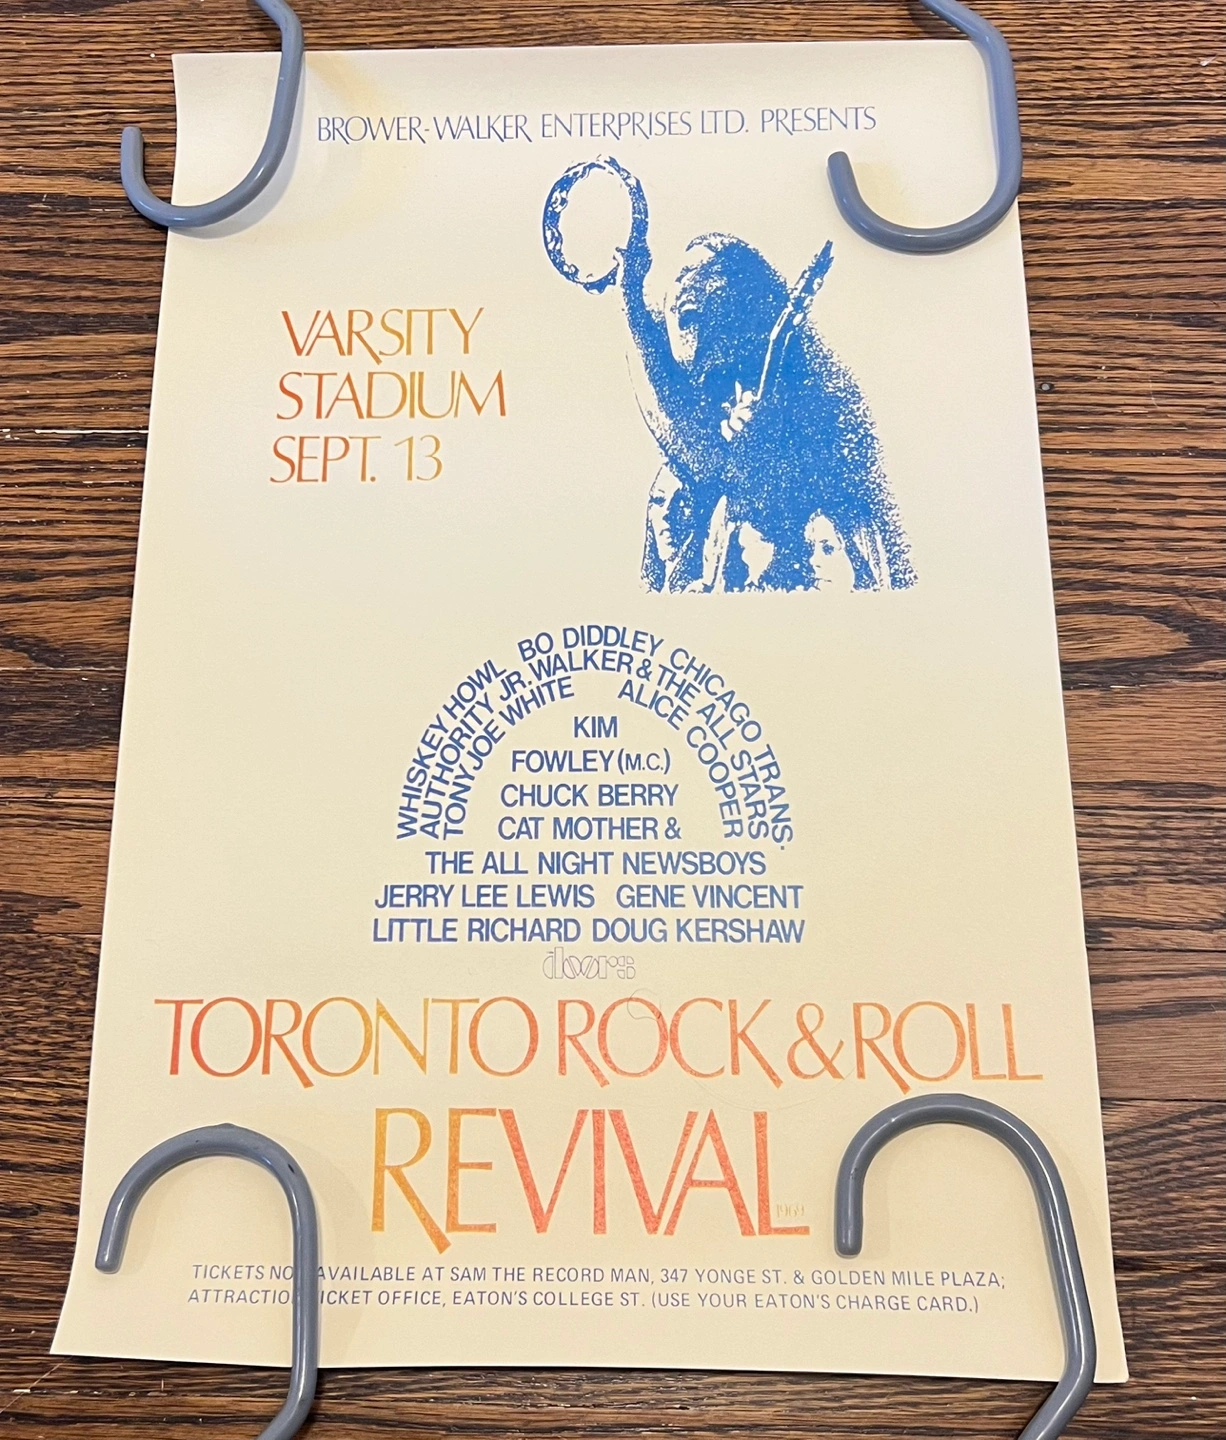 BROWER-WALKER ENTERPRISES LTD. PRESENTS
VARSITY
STADIUM
SEPT. 13
WHISKEY HOWL BO DIDDLEY CHICAGO TRANS.
AUTHORITY JR. WALKER & THE ALL STARS
TONY JOE WHITE ALICE COOPER
KIM
FOWLEY (M.C.)
CHUCK BERRY
CAT MOTHER &
THE ALL NIGHT NEWSBOYS
JERRY LEE LEWIS GENE VINCENT
LITTLE RICHARD DOUG KERSHAW
doors
TORONTO ROCK & ROLL
REVIVAL 1969
TICKETS AVAILABLE AT SAM THE RECORD MAN, 347 YONGE ST. & GOLDEN MILE PLAZA;
OFFICE, EATON'S COLLEGE ST. (USE YOUR EATON'S CHARGE CARD.)